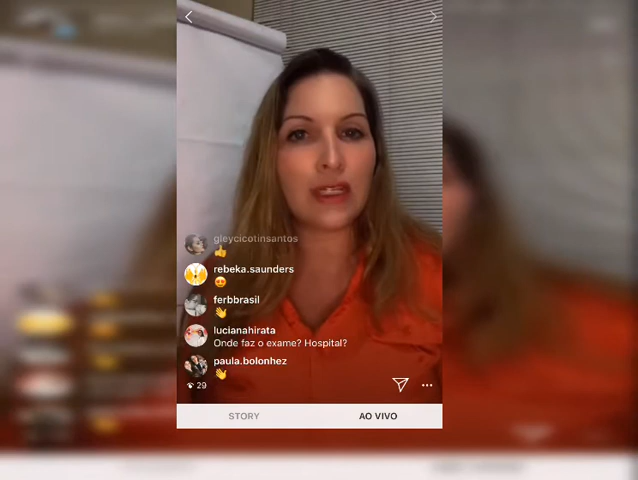 gleycicotinsantos
rebeka.saunders
ferbbrasil
lucianahirata
Onde faz o exame? Hospital?
paula.bolonhez
29
STORY
AO VIVO